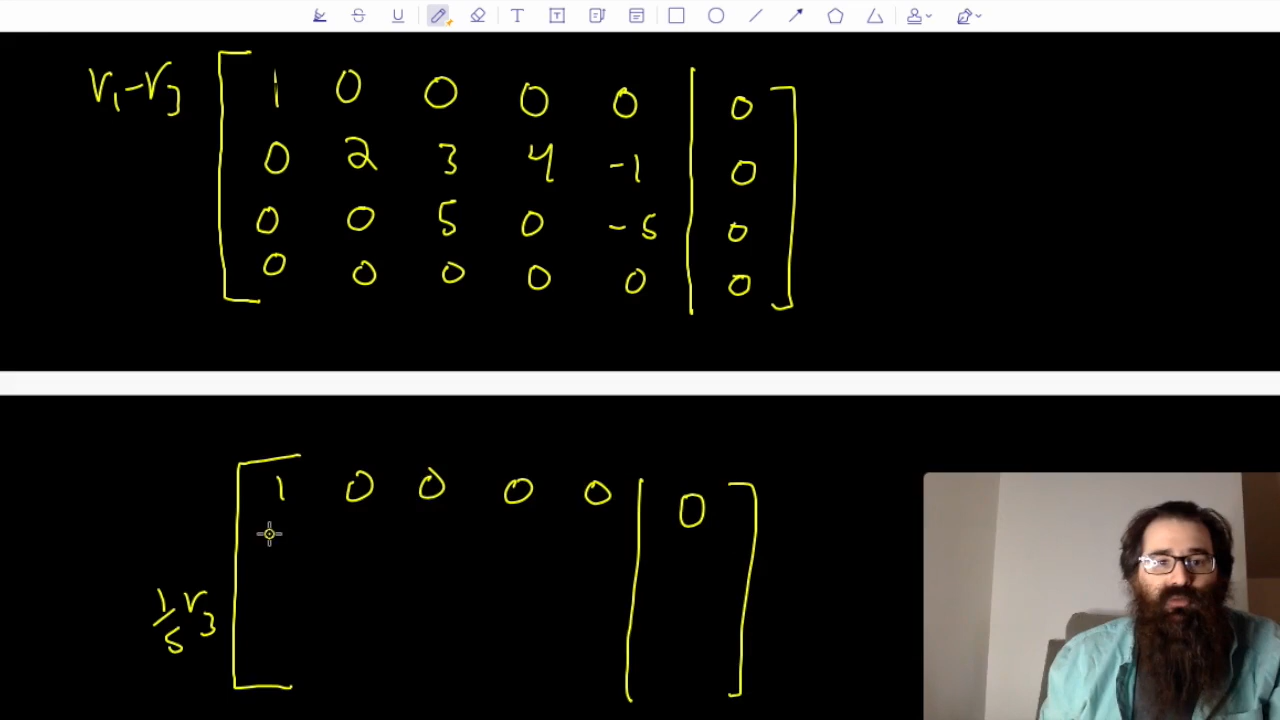 r₁-r₃ [ 1 0 0 0 0 | 0 ]
0 2 3 4 -1 | 0
0 0 5 0 -5 | 0
0 0 0 0 0 | 0
[ 1 0 0 0 0 | 0 ]
1/5 r₃